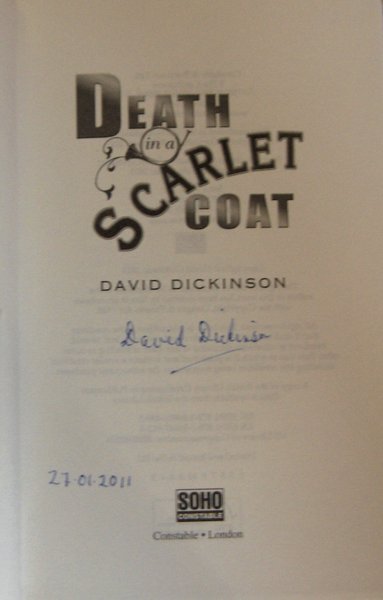 DEATH
in a
SCARLET
COAT
DAVID DICKINSON
David Dickinson
27.01.2011
SOHO
CONSTABLE
Constable • London